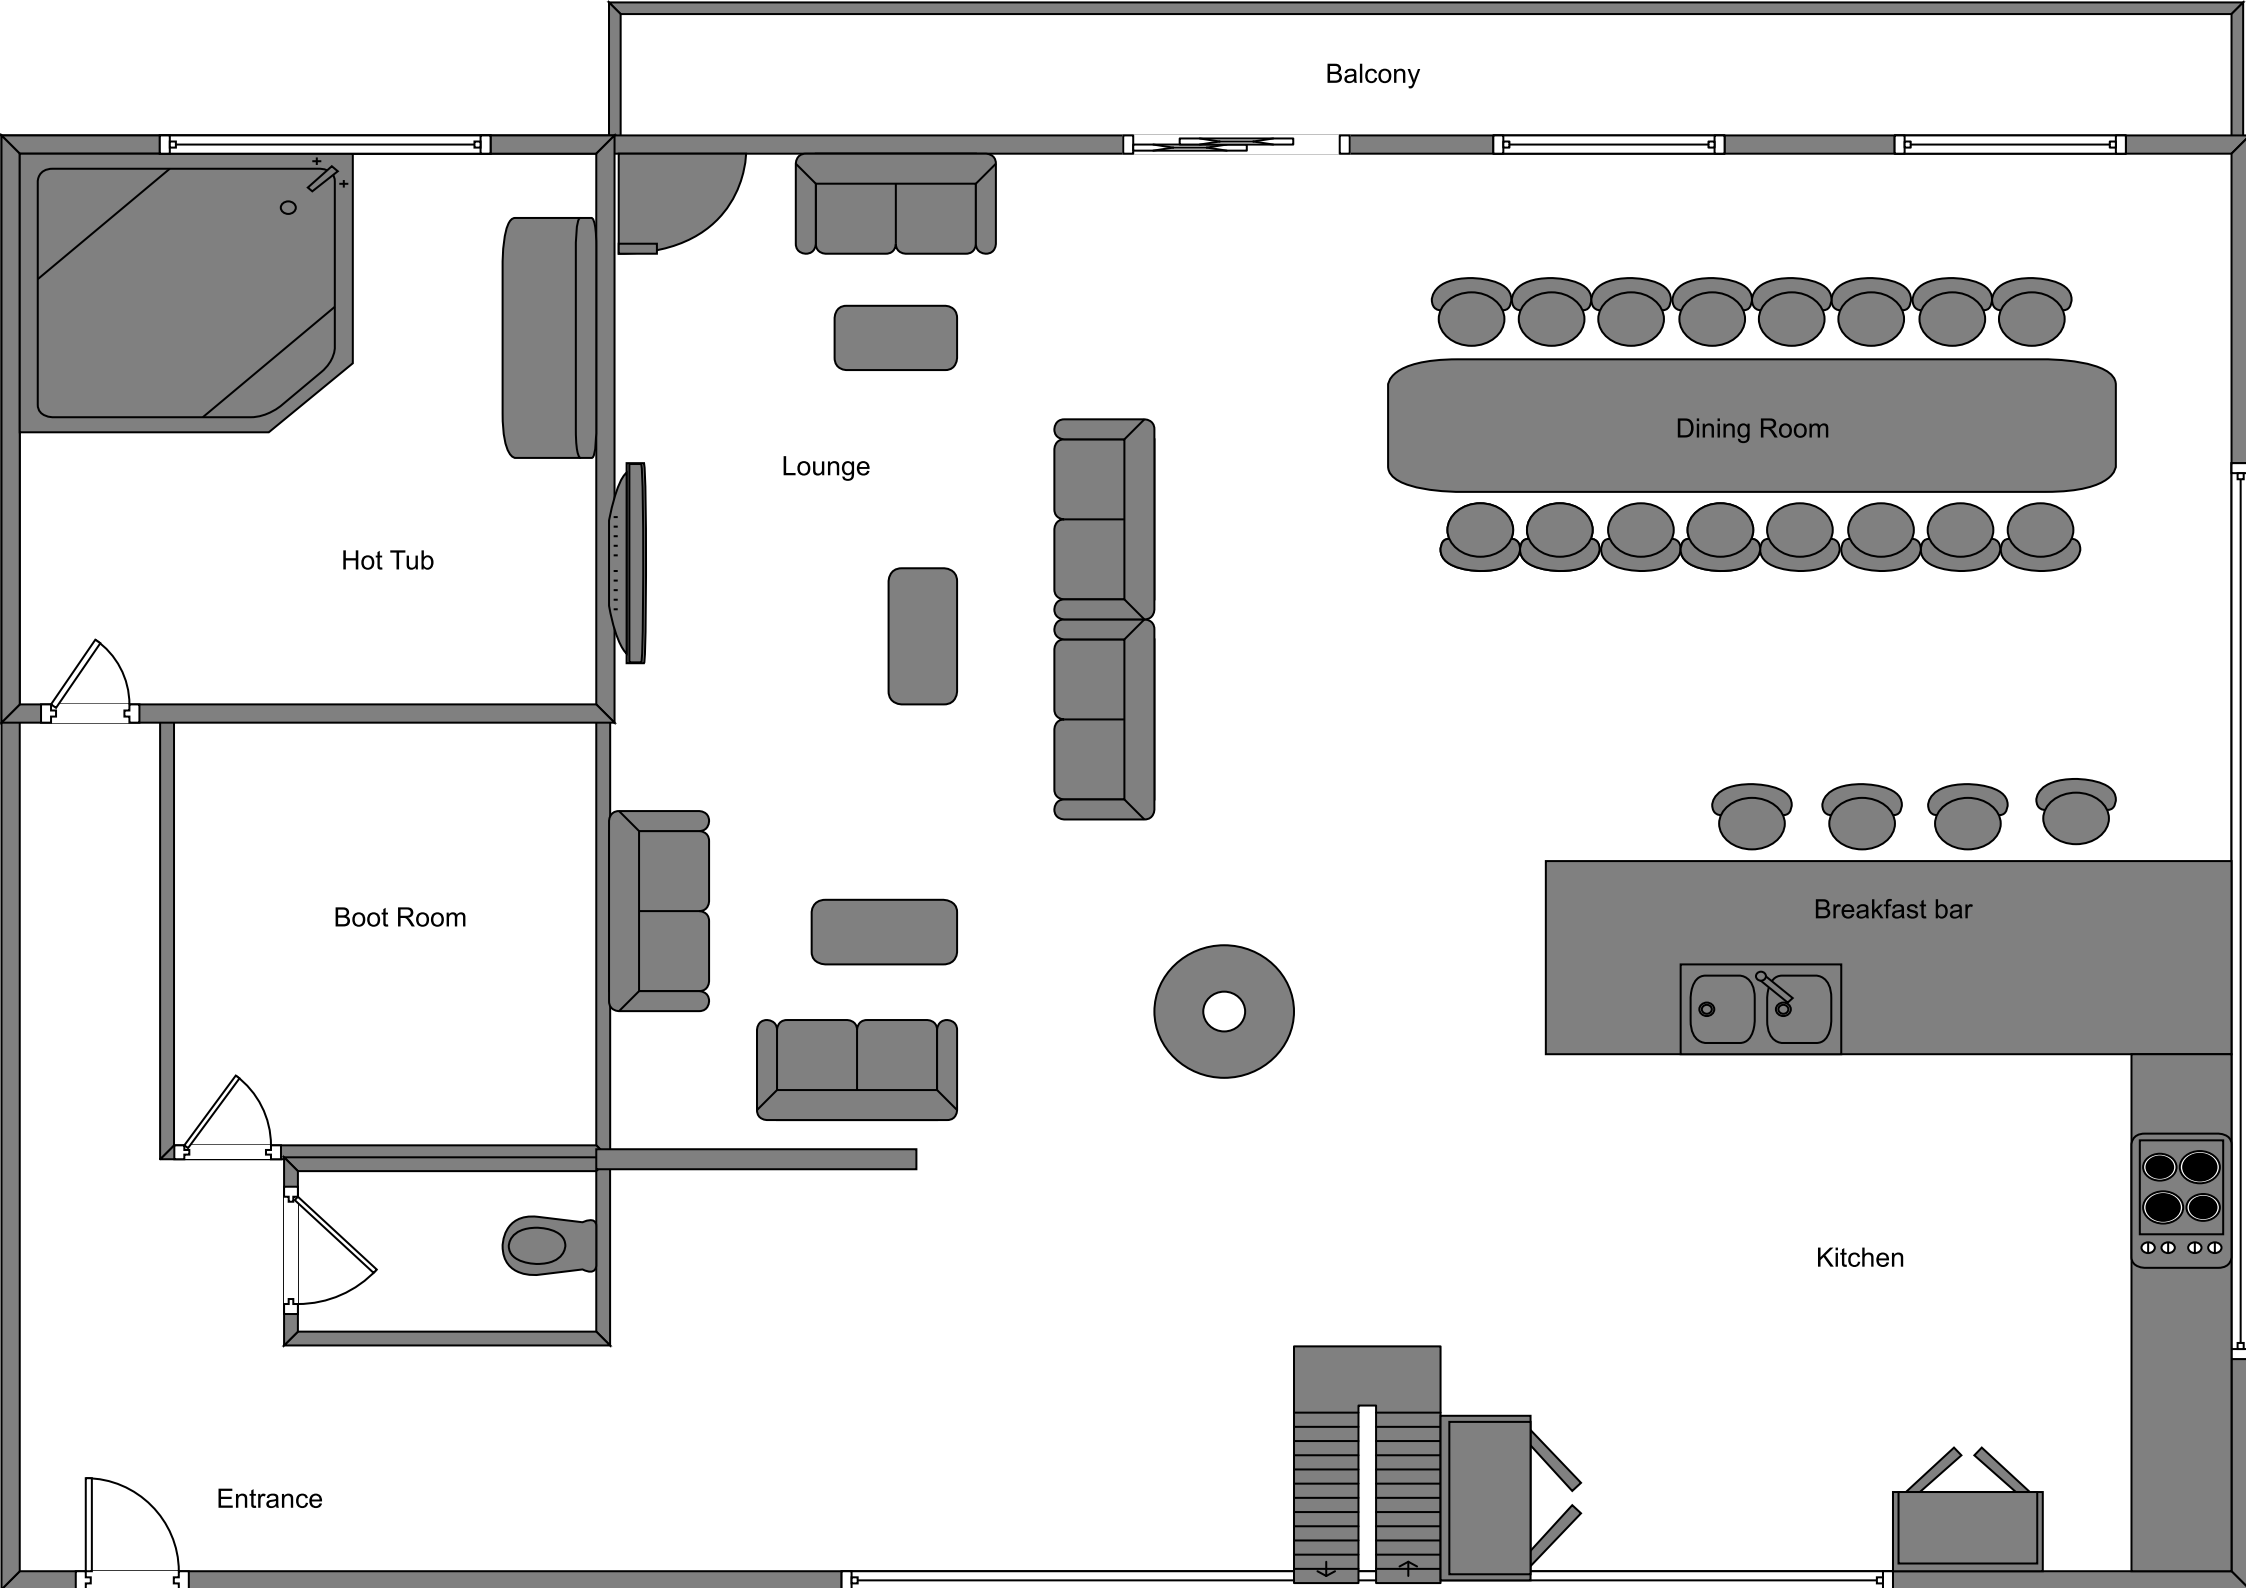 Balcony
Dining Room
Lounge
Hot Tub
Breakfast bar
Boot Room
Kitchen
Entrance